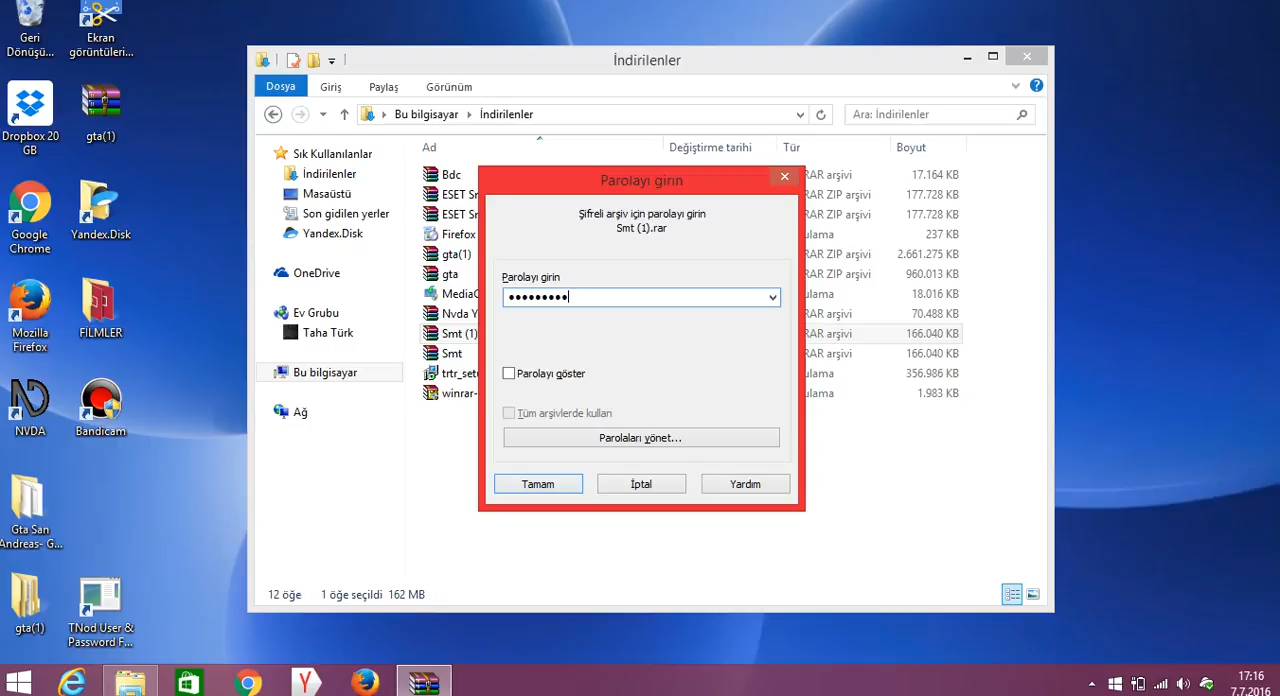 Geri
Dönüşü...
Ekran
görüntüleri...
Dropbox 20
GB
gta(1)
Google
Chrome
Yandex.Disk
Mozilla
Firefox
FİLMLER
NVDA
Bandicam
Gta San
Andreas- G...
gta(1)
TNod User &
Password F...
İndirilenler
Dosya
Giriş
Paylaş
Görünüm
Bu bilgisayar
İndirilenler
Ara: İndirilenler
Sık Kullanılanlar
İndirilenler
Masaüstü
Son gidilen yerler
Yandex.Disk
OneDrive
Ev Grubu
Taha Türk
Bu bilgisayar
Ağ
Ad
Değiştirme tarihi
Tür
Boyut
Bdc
RAR arşivi
17.164 KB
ESET Sr
RAR ZIP arşivi
177.728 KB
ESET Sr
RAR ZIP arşivi
177.728 KB
Firefox
ulama
237 KB
gta(1)
RAR ZIP arşivi
2.661.275 KB
gta
RAR ZIP arşivi
960.013 KB
MediaC
ulama
18.016 KB
Nvda Y
RAR arşivi
70.488 KB
Smt (1)
RAR arşivi
166.040 KB
Smt
RAR arşivi
166.040 KB
trtr_setu
ulama
356.986 KB
winrar-
ulama
1.983 KB
Parolayı girin
Şifreli arşiv için parolayı girin
Smt (1).rar
Parolayı girin
Parolayı göster
Tüm arşivlerde kullan
Parolaları yönet...
Tamam
İptal
Yardım
12 öğe
1 öğe seçildi 162 MB
17:16
7.7.2016